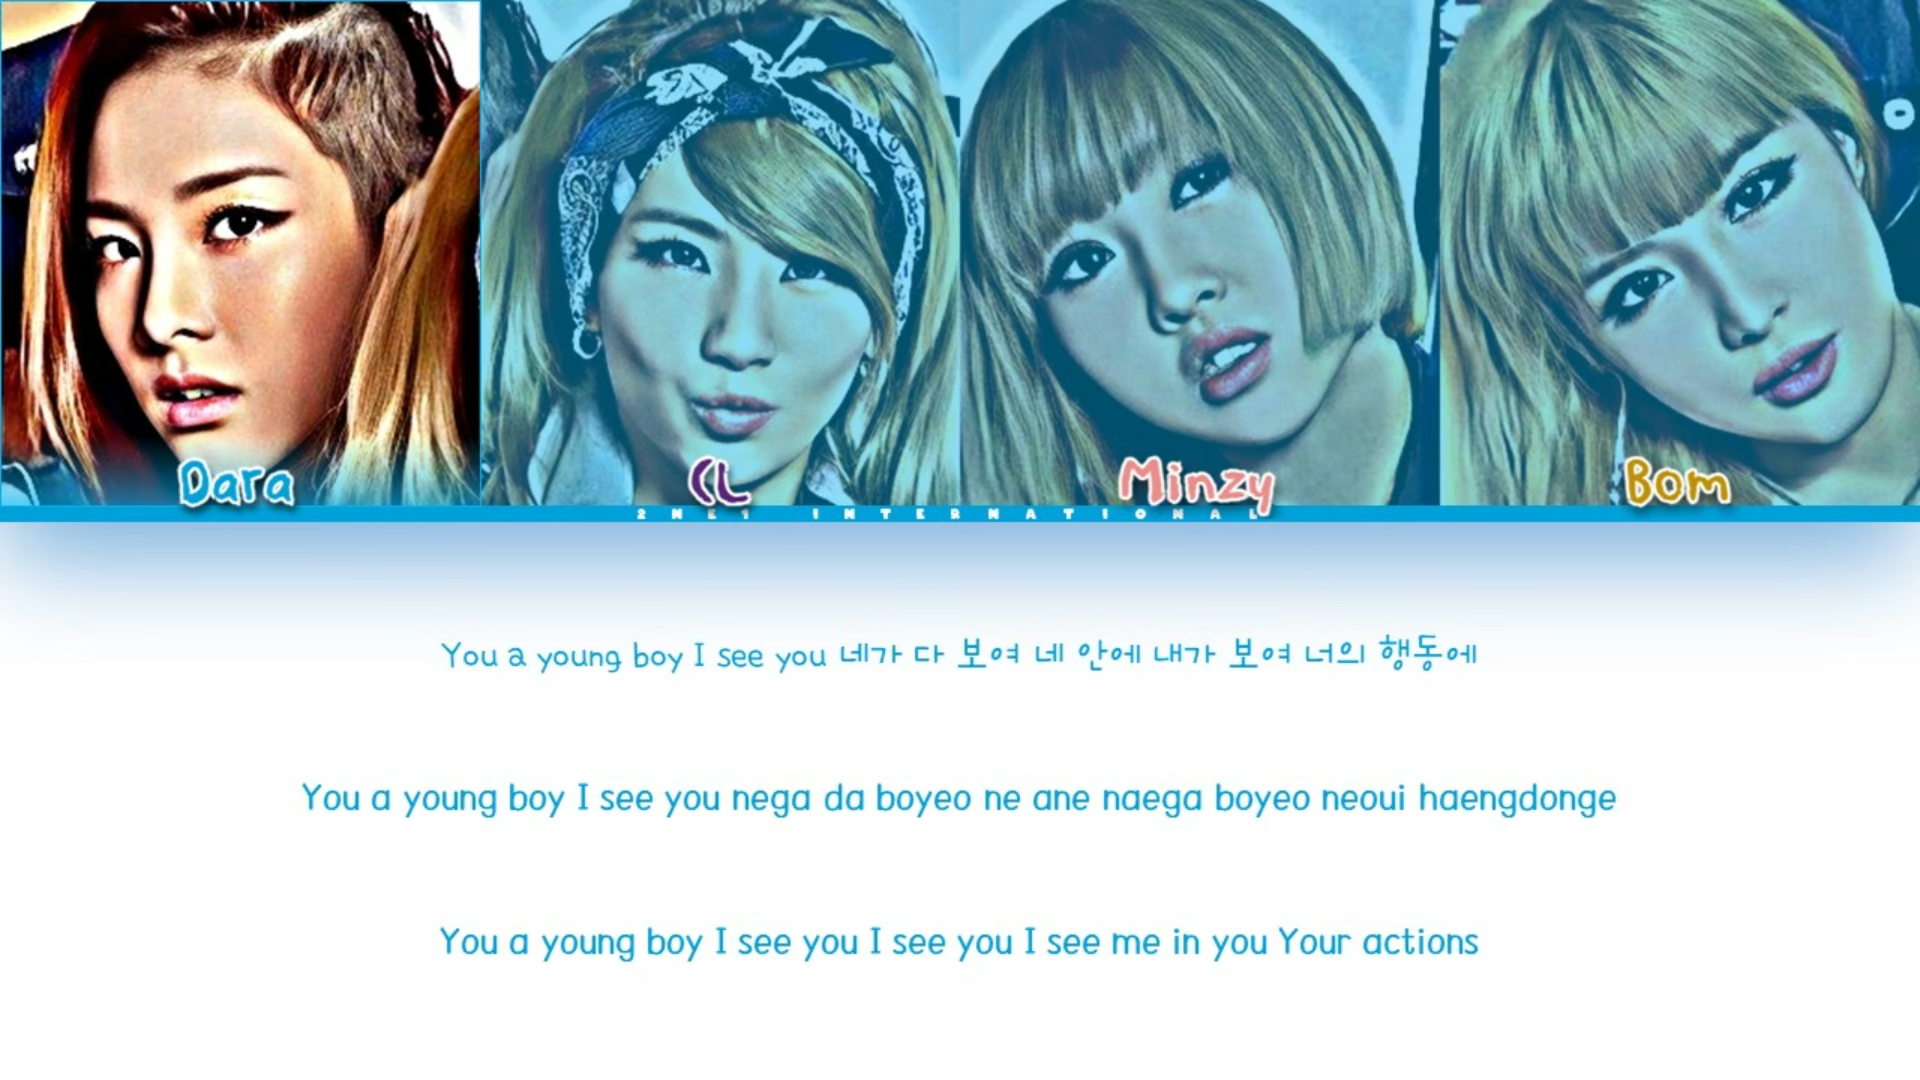 Dara
CL
Minzy
Bom
2NE1 INTERNATIONAL
You a young boy I see you 네가 다 보여 네 안에 내가 보여 너의 행동에
You a young boy I see you nega da boyeo ne ane naega boyeo neoui haengdonge
You a young boy I see you I see you I see me in you Your actions